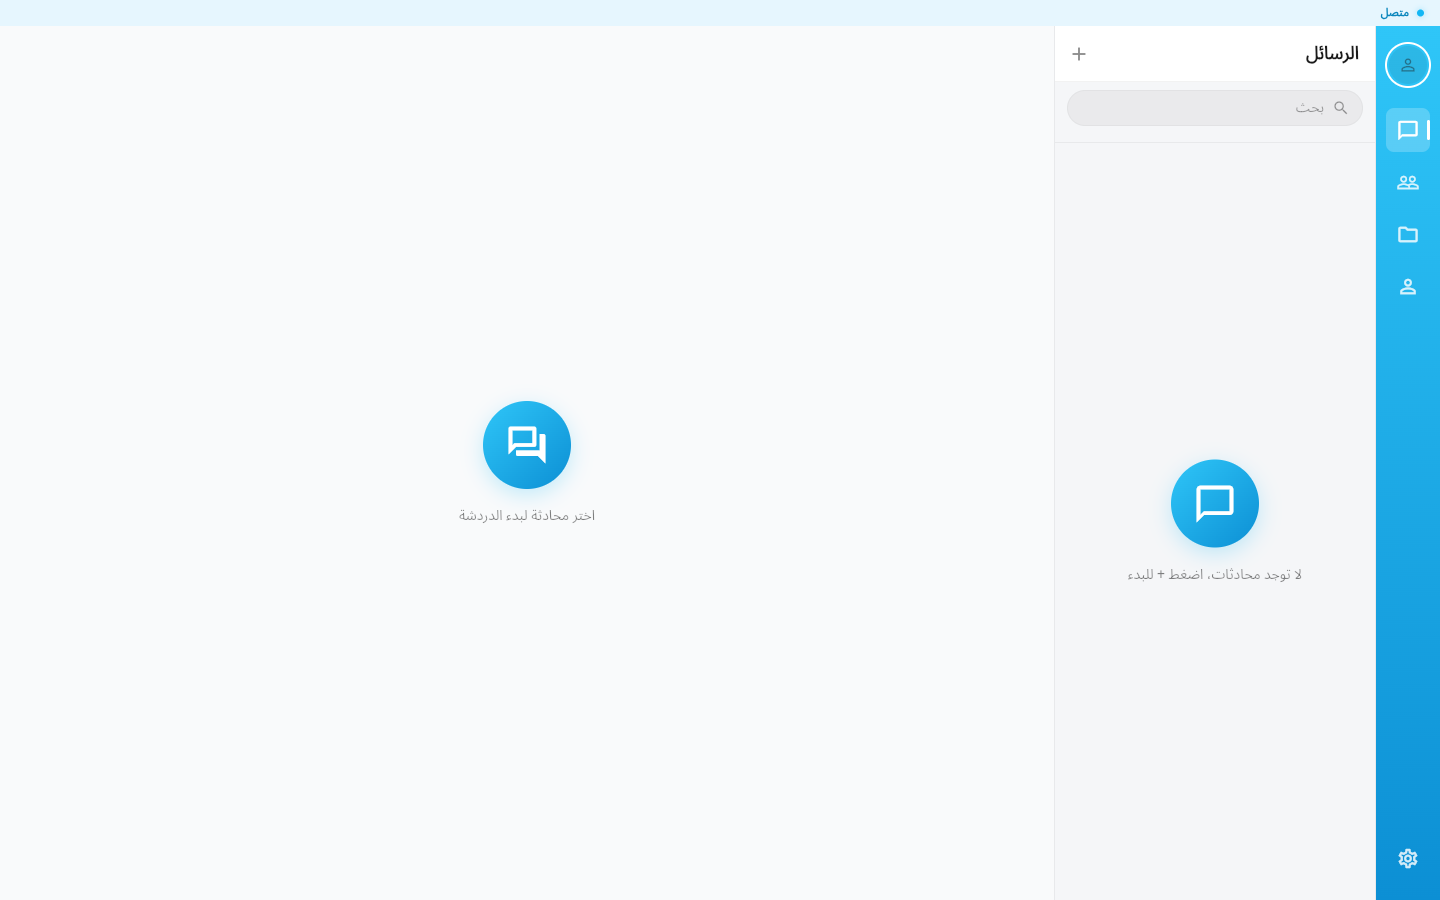 متصل
الرسائل
بحث
لا توجد محادثات، اضغط + للبدء
اختر محادثة لبدء الدردشة